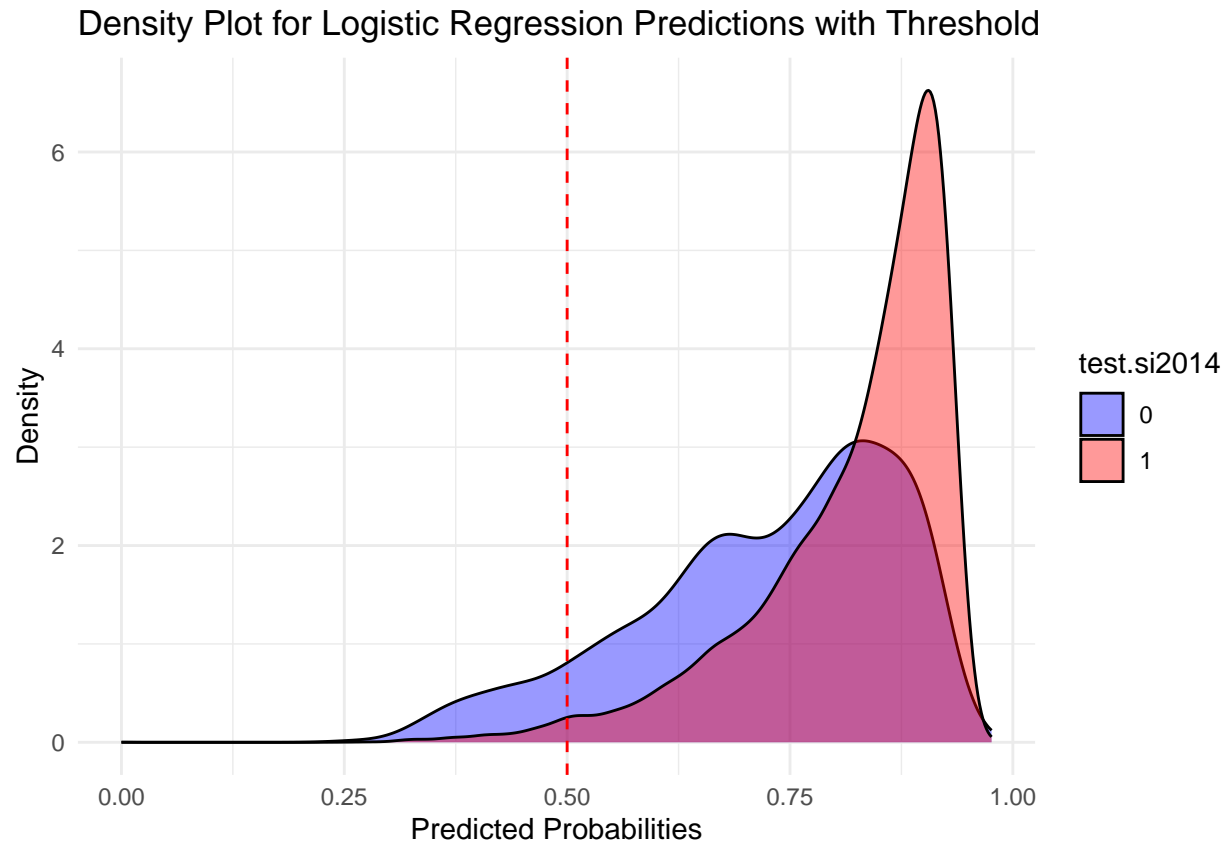 Density Plot for Logistic Regression Predictions with Threshold
6
4
2
0
Density
0.00 0.25 0.50 0.75 1.00
Predicted Probabilities
test.si2014
0
1